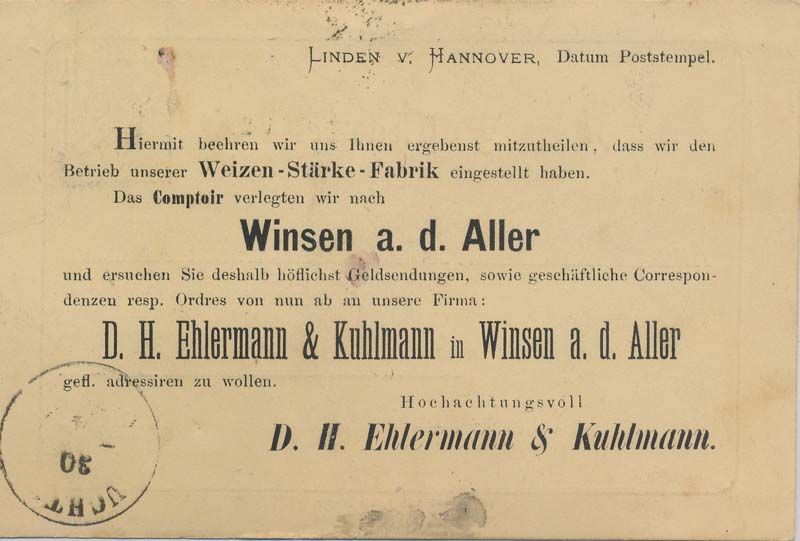 LINDEN v. HANNOVER, Datum Poststempel.
Hiermit beehren wir uns Ihnen ergebenst mitzutheilen, dass wir den
Betrieb unserer Weizen-Stärke-Fabrik eingestellt haben.
Das Comptoir verlegten wir nach
Winsen a. d. Aller
und ersuchen Sie deshalb höflichst Geldsendungen, sowie geschäftliche Correspon-
denzen resp. Ordres von nun ab an unsere Firma:
D. H. Ehlermann & Kuhlmann in Winsen a. d. Aller
gefl. adressiren zu wollen.
Hochachtungsvoll
D. H. Ehlermann & Kuhlmann.
30
UCHT